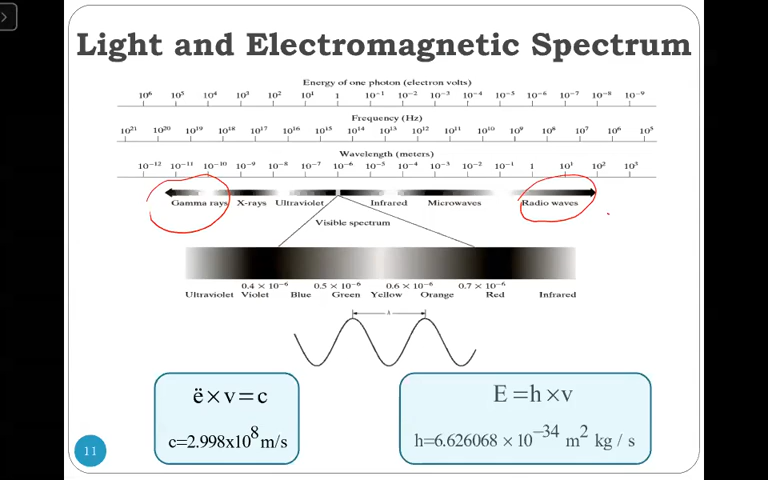 Light and Electromagnetic Spectrum
Energy of one photon (electron volts)
10⁶ 10⁵ 10⁴ 10³ 10² 10¹ 1 10⁻¹ 10⁻² 10⁻³ 10⁻⁴ 10⁻⁵ 10⁻⁶ 10⁻⁷ 10⁻⁸ 10⁻⁹
Frequency (Hz)
10²¹ 10²⁰ 10¹⁹ 10¹⁸ 10¹⁷ 10¹⁶ 10¹⁵ 10¹⁴ 10¹³ 10¹² 10¹¹ 10¹⁰ 10⁹ 10⁸ 10⁷ 10⁶ 10⁵
Wavelength (meters)
10⁻¹² 10⁻¹¹ 10⁻¹⁰ 10⁻⁹ 10⁻⁸ 10⁻⁷ 10⁻⁶ 10⁻⁵ 10⁻⁴ 10⁻³ 10⁻² 10⁻¹ 1 10¹ 10² 10³
Gamma rays X-rays Ultraviolet Infrared Microwaves Radio waves
Visible spectrum
0.4 × 10⁻⁶ 0.5 × 10⁻⁶ 0.6 × 10⁻⁶ 0.7 × 10⁻⁶
Ultraviolet Violet Blue Green Yellow Orange Red Infrared
λ
ë×v=c
c=2.998x10⁸m/s
E =h×v
h=6.626068 × 10⁻³⁴ m² kg / s
11